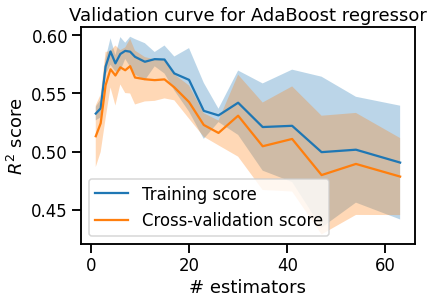 Validation curve for AdaBoost regressor
0.60
0.55
0.50
0.45
R² score
Training score
Cross-validation score
0 20 40 60
# estimators